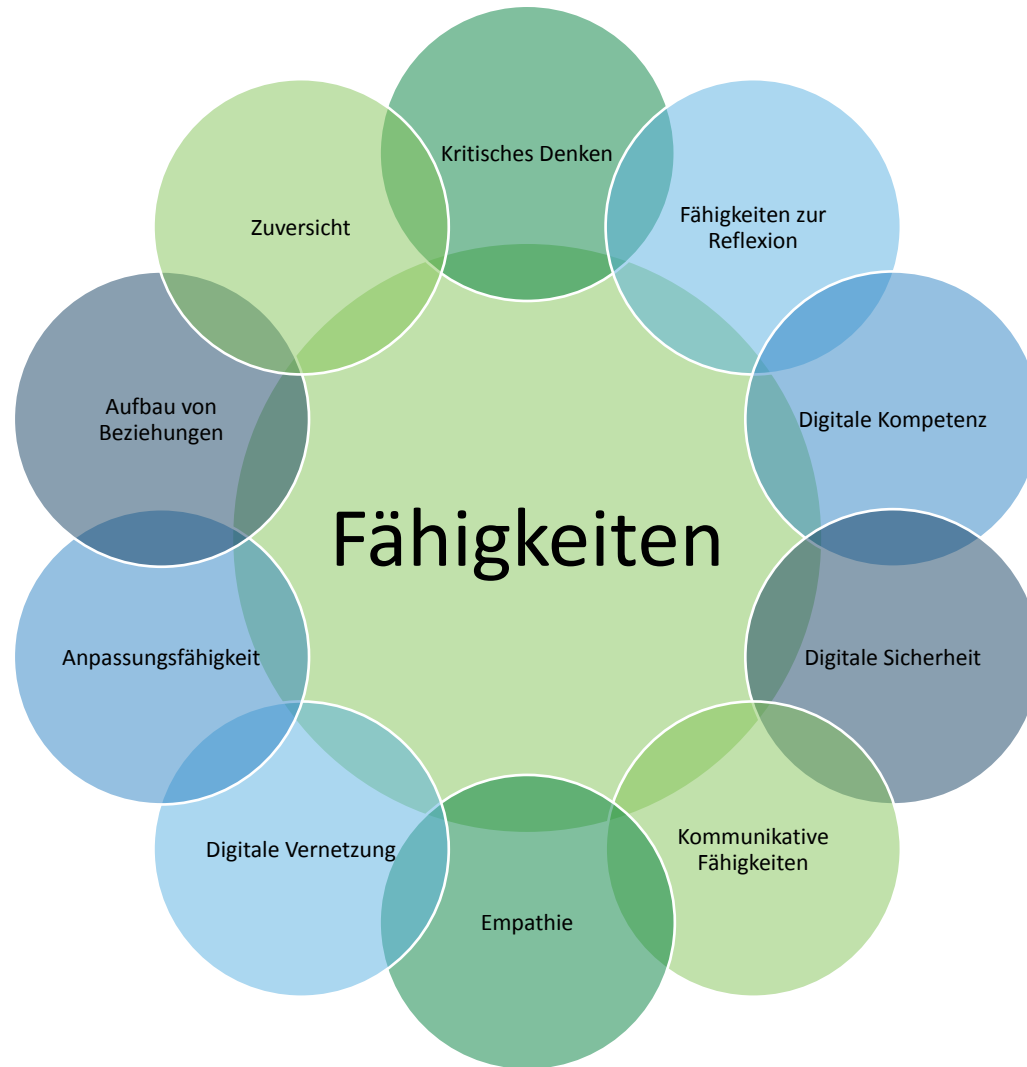 Kritisches Denken
Fähigkeiten zur
Reflexion
Digitale Kompetenz
Digitale Sicherheit
Kommunikative
Fähigkeiten
Empathie
Digitale Vernetzung
Anpassungsfähigkeit
Aufbau von
Beziehungen
Zuversicht
Fähigkeiten